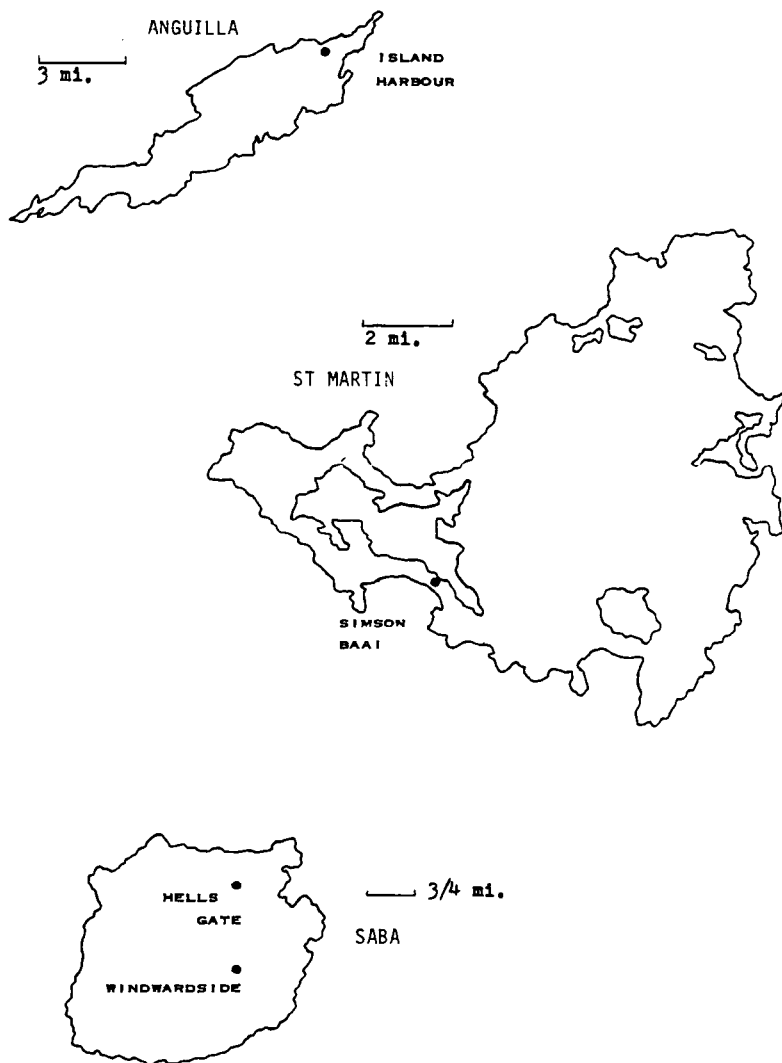 ANGUILLA
3 mi.
ISLAND
HARBOUR
2 mi.
ST MARTIN
SIMSON
BAAI
HELLS
GATE
3/4 mi.
SABA
WINDWARDSIDE